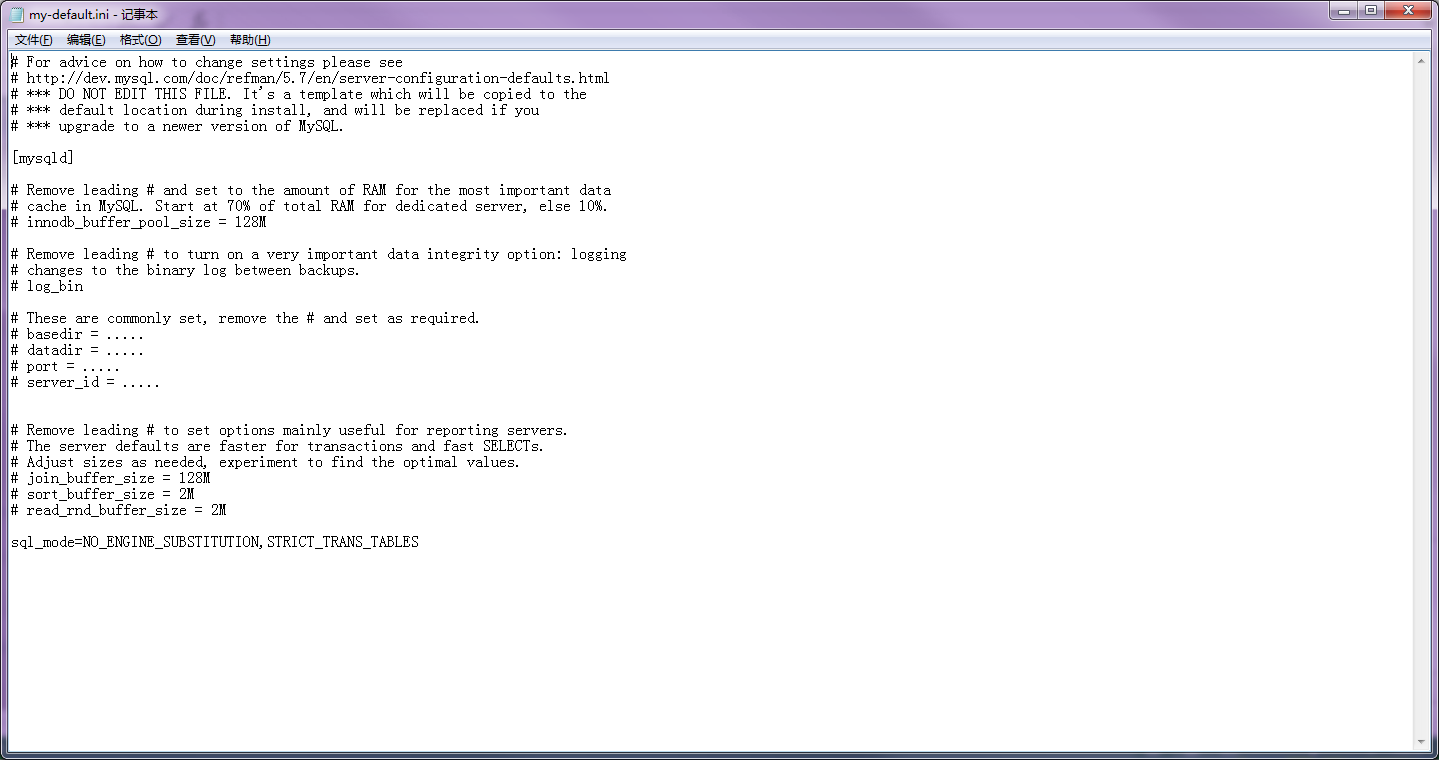 my-default.ini - 记事本
文件(F) 编辑(E) 格式(O) 查看(V) 帮助(H)
# For advice on how to change settings please see
# http://dev.mysql.com/doc/refman/5.7/en/server-configuration-defaults.html
# *** DO NOT EDIT THIS FILE. It's a template which will be copied to the
# *** default location during install, and will be replaced if you
# *** upgrade to a newer version of MySQL.

[mysqld]

# Remove leading # and set to the amount of RAM for the most important data
# cache in MySQL. Start at 70% of total RAM for dedicated server, else 10%.
# innodb_buffer_pool_size = 128M

# Remove leading # to turn on a very important data integrity option: logging
# changes to the binary log between backups.
# log_bin

# These are commonly set, remove the # and set as required.
# basedir = .....
# datadir = .....
# port = .....
# server_id = .....


# Remove leading # to set options mainly useful for reporting servers.
# The server defaults are faster for transactions and fast SELECTs.
# Adjust sizes as needed, experiment to find the optimal values.
# join_buffer_size = 128M
# sort_buffer_size = 2M
# read_rnd_buffer_size = 2M

sql_mode=NO_ENGINE_SUBSTITUTION,STRICT_TRANS_TABLES